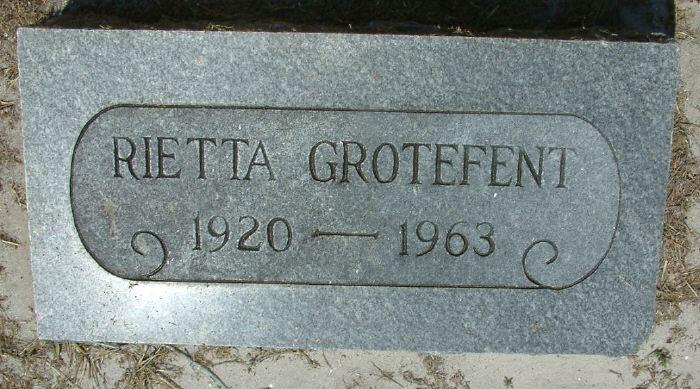 RIETTA GROTEFENT
1920 — 1963